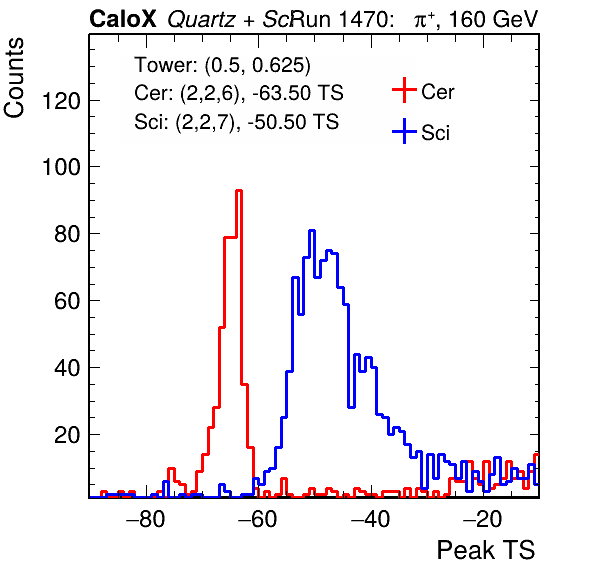 CaloX Quartz + ScRun 1470: π+, 160 GeV
Counts
Tower: (0.5, 0.625)
Cer: (2,2,6), -63.50 TS
Sci: (2,2,7), -50.50 TS
Cer
Sci
120
100
80
60
40
20
−80 −60 −40 −20
Peak TS